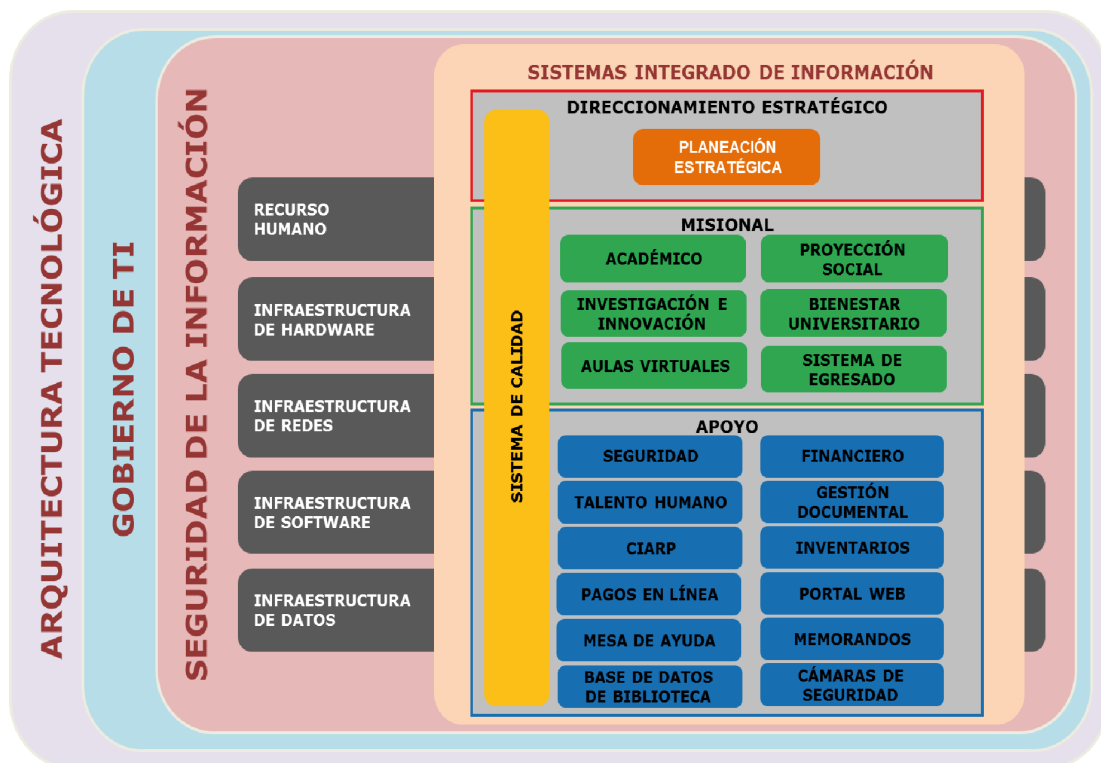 ARQUITECTURA TECNOLÓGICA
GOBIERNO DE TI
SEGURIDAD DE LA INFORMACIÓN
RECURSO
HUMANO
INFRAESTRUCTURA
DE HARDWARE
INFRAESTRUCTURA
DE REDES
INFRAESTRUCTURA
DE SOFTWARE
INFRAESTRUCTURA
DE DATOS
SISTEMAS INTEGRADO DE INFORMACIÓN
SISTEMA DE CALIDAD
DIRECCIONAMIENTO ESTRATÉGICO
PLANEACIÓN
ESTRATÉGICA
MISIONAL
ACADÉMICO
PROYECCIÓN
SOCIAL
INVESTIGACIÓN E
INNOVACIÓN
BIENESTAR
UNIVERSITARIO
AULAS VIRTUALES
SISTEMA DE
EGRESADO
APOYO
SEGURIDAD
FINANCIERO
TALENTO HUMANO
GESTIÓN
DOCUMENTAL
CIARP
INVENTARIOS
PAGOS EN LÍNEA
PORTAL WEB
MESA DE AYUDA
MEMORANDOS
BASE DE DATOS
DE BIBLIOTECA
CÁMARAS DE
SEGURIDAD